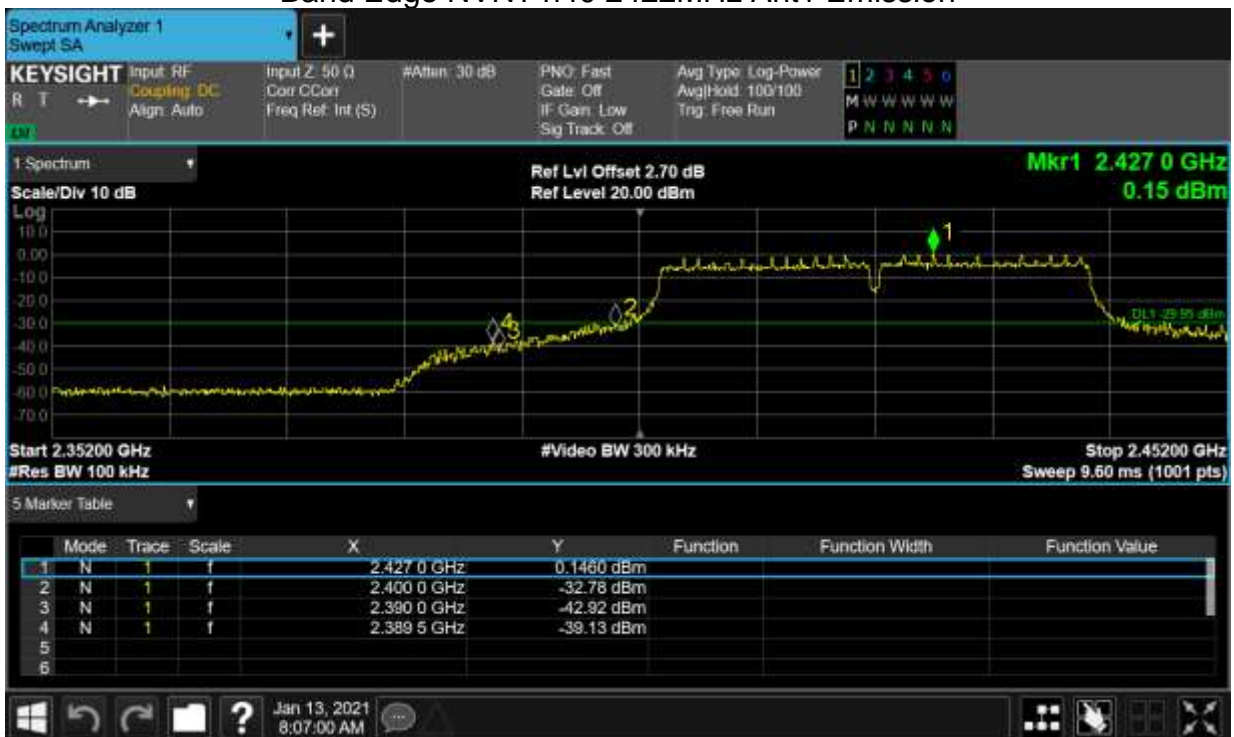 Spectrum Analyzer 1
Swept SA
+
KEYSIGHT
R T
Input: RF
Coupling: DC
Align: Auto
Input Z: 50 Ω
Corr CCorr
Freq Ref: Int (S)
#Atten: 30 dB
PNO: Fast
Gate: Off
IF Gain: Low
Sig Track: Off
Avg Type: Log-Power
Avg|Hold: 100/100
Trig: Free Run
1 2 3 4 5 6
M W W W W W
P N N N N N
1 Spectrum
Scale/Div 10 dB
Ref Lvl Offset 2.70 dB
Ref Level 20.00 dBm
Mkr1 2.427 0 GHz
0.15 dBm
Log
10.0
0.00
-10.0
-20.0
-30.0
-40.0
-50.0
-60.0
-70.0
1
2
4
3
DL1 -29.95 dBm
Start 2.35200 GHz
#Video BW 300 kHz
Stop 2.45200 GHz
#Res BW 100 kHz
Sweep 9.60 ms (1001 pts)
5 Marker Table
Mode Trace Scale X Y Function Function Width Function Value
1 N 1 f 2.427 0 GHz 0.1460 dBm
2 N 1 f 2.400 0 GHz -32.78 dBm
3 N 1 f 2.390 0 GHz -42.92 dBm
4 N 1 f 2.389 5 GHz -39.13 dBm
5
6
?
Jan 13, 2021
8:07:00 AM